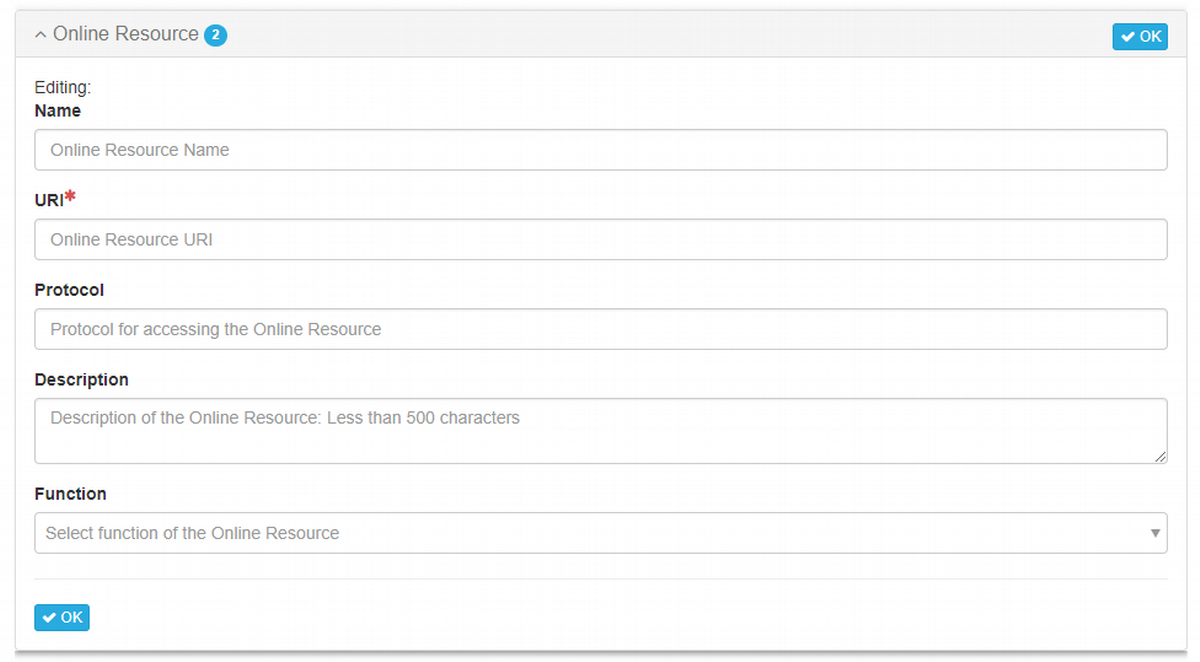 Online Resource 2
OK
Editing:
Name
Online Resource Name
URI*
Online Resource URI
Protocol
Protocol for accessing the Online Resource
Description
Description of the Online Resource: Less than 500 characters
Function
Select function of the Online Resource
OK